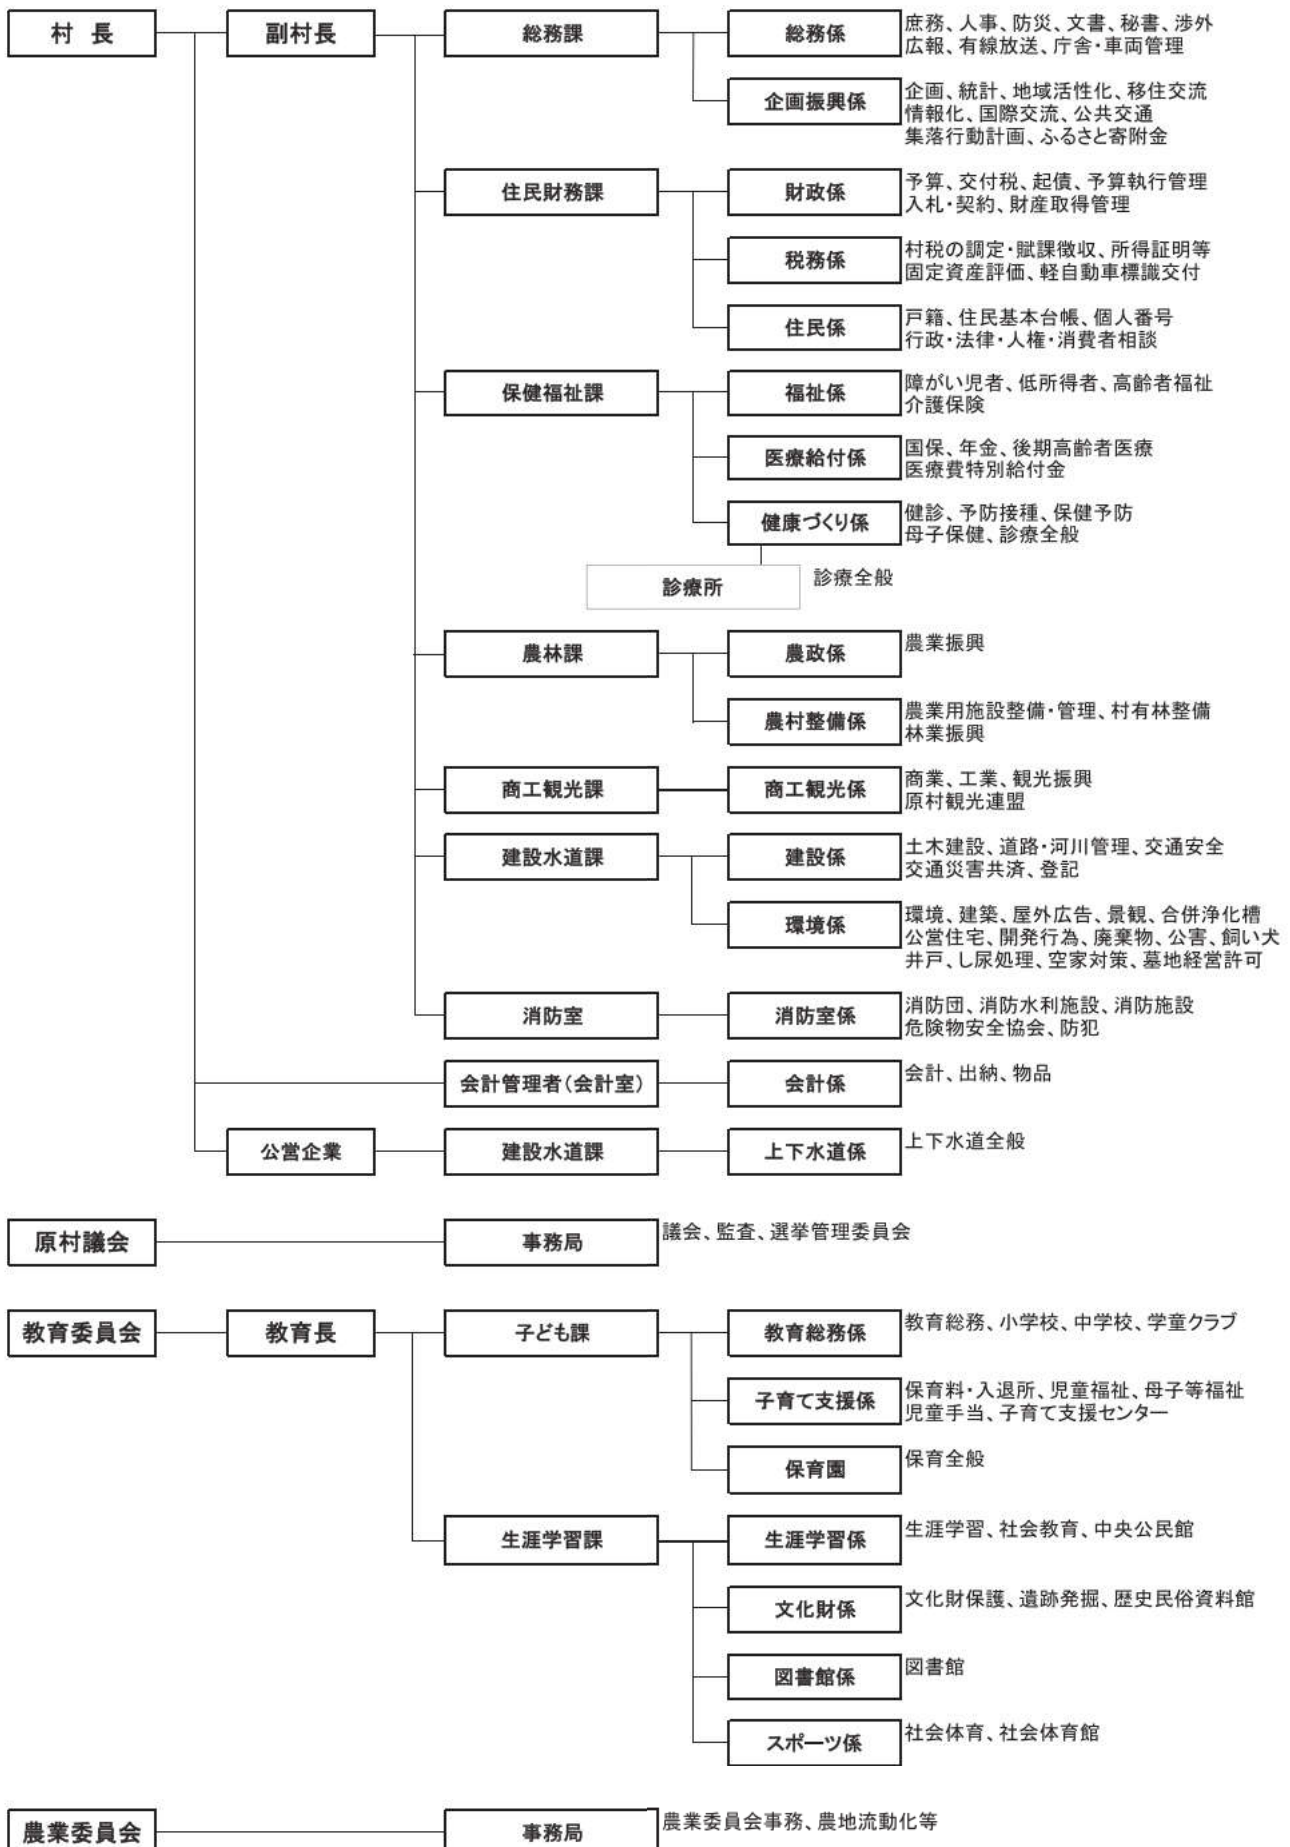 村 長
副村長
総務課
総務係
庶務、人事、防災、文書、秘書、渉外
広報、有線放送、庁舎・車両管理
企画振興係
企画、統計、地域活性化、移住交流
情報化、国際交流、公共交通
集落行動計画、ふるさと寄附金
住民財務課
財政係
予算、交付税、起債、予算執行管理
入札・契約、財産取得管理
税務係
村税の調定・賦課徴収、所得証明等
固定資産評価、軽自動車標識交付
住民係
戸籍、住民基本台帳、個人番号
行政・法律・人権・消費者相談
保健福祉課
福祉係
障がい児者、低所得者、高齢者福祉
介護保険
医療給付係
国保、年金、後期高齢者医療
医療費特別給付金
健康づくり係
健診、予防接種、保健予防
母子保健、診療全般
診療所
診療全般
農林課
農政係
農業振興
農村整備係
農業用施設整備・管理、村有林整備
林業振興
商工観光課
商工観光係
商業、工業、観光振興
原村観光連盟
建設水道課
建設係
土木建設、道路・河川管理、交通安全
交通災害共済、登記
環境係
環境、建築、屋外広告、景観、合併浄化槽
公営住宅、開発行為、廃棄物、公害、飼い犬
井戸、し尿処理、空家対策、墓地経営許可
消防室
消防室係
消防団、消防水利施設、消防施設
危険物安全協会、防犯
会計管理者(会計室)
会計係
会計、出納、物品
公営企業
建設水道課
上下水道係
上下水道全般
原村議会
事務局
議会、監査、選挙管理委員会
教育委員会
教育長
子ども課
教育総務係
教育総務、小学校、中学校、学童クラブ
子育て支援係
保育料・入退所、児童福祉、母子等福祉
児童手当、子育て支援センター
保育園
保育全般
生涯学習課
生涯学習係
生涯学習、社会教育、中央公民館
文化財係
文化財保護、遺跡発掘、歴史民俗資料館
図書館係
図書館
スポーツ係
社会体育、社会体育館
農業委員会
事務局
農業委員会事務、農地流動化等